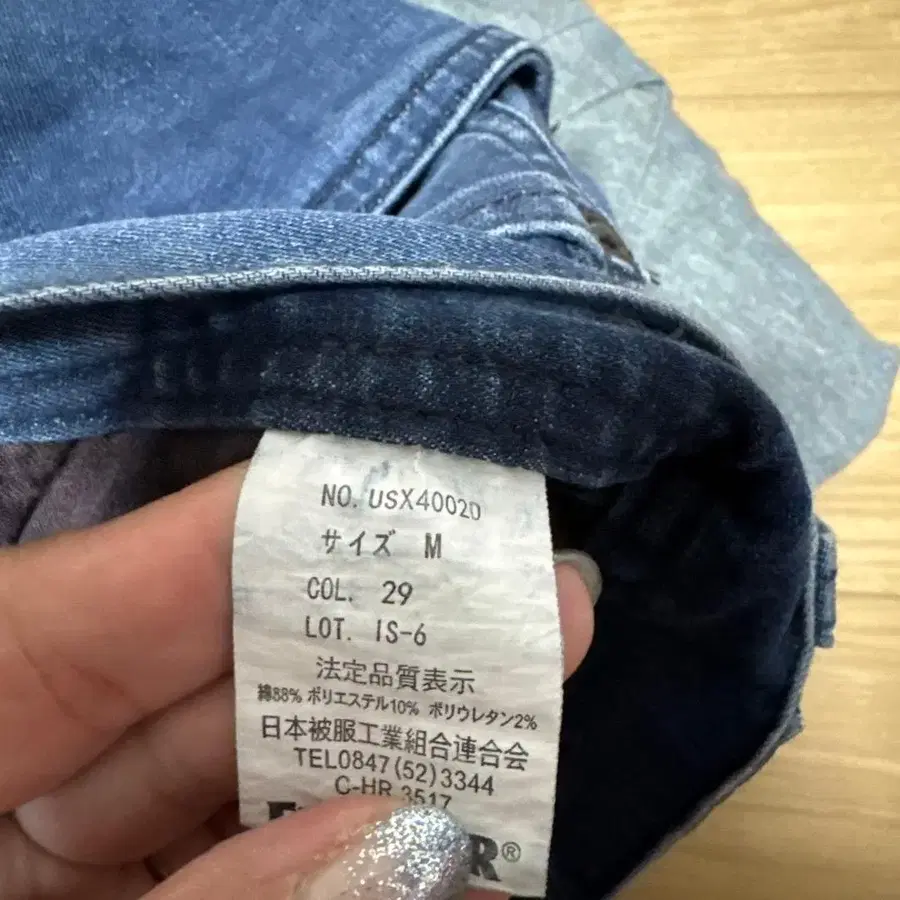 NO. USX40020
サイズ M
COL. 29
LOT. IS-6
法定品質表示
綿88% ポリエステル10% ポリウレタン2%
日本被服工業組合連合会
TEL0847(52)3344
C-HR 3517